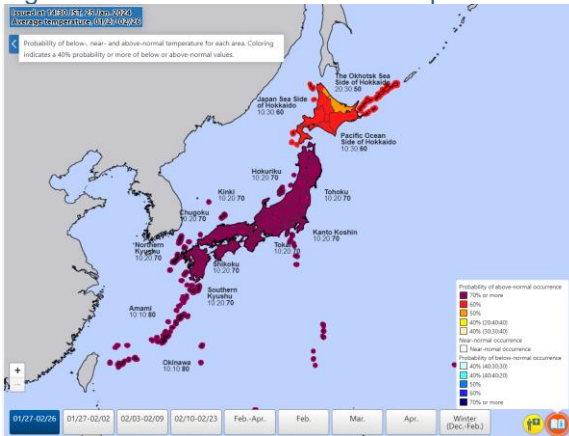 Issued at 14:30 JST, 25 Jan. 2024
Average temperature: 01/27-02/26
Probability of below-, near- and above-normal temperature for each area. Coloring
indicates a 40% probability or more of below or above-normal values.
The Okhotsk Sea
Side of Hokkaido
20:30:50
Japan Sea Side
of Hokkaido
10:30:60
Pacific Ocean
Side of Hokkaido
10:30:60
Hokuriku
10:20:70
Tohoku
10:20:70
Kinki
10:20:70
Chugoku
10:20:70
Kanto Koshin
10:20:70
Northern
Kyushu
10:20:70
Tokai
10:20:70
Shikoku
10:20:70
Southern
Kyushu
10:20:70
Amami
10:10:80
Okinawa
10:10:80
Probability of above-normal occurrence
70% or more
60%
50%
40% (20:40:40)
40% (30:30:40)
Near-normal occurrence
Near-normal occurrence
Probability of below-normal occurrence
40% (40:30:30)
40% (40:40:20)
50%
60%
70% or more
+
−
01/27-02/26
01/27-02/02
02/03-02/09
02/10-02/23
Feb.-Apr.
Feb.
Mar.
Apr.
Winter
(Dec.-Feb.)